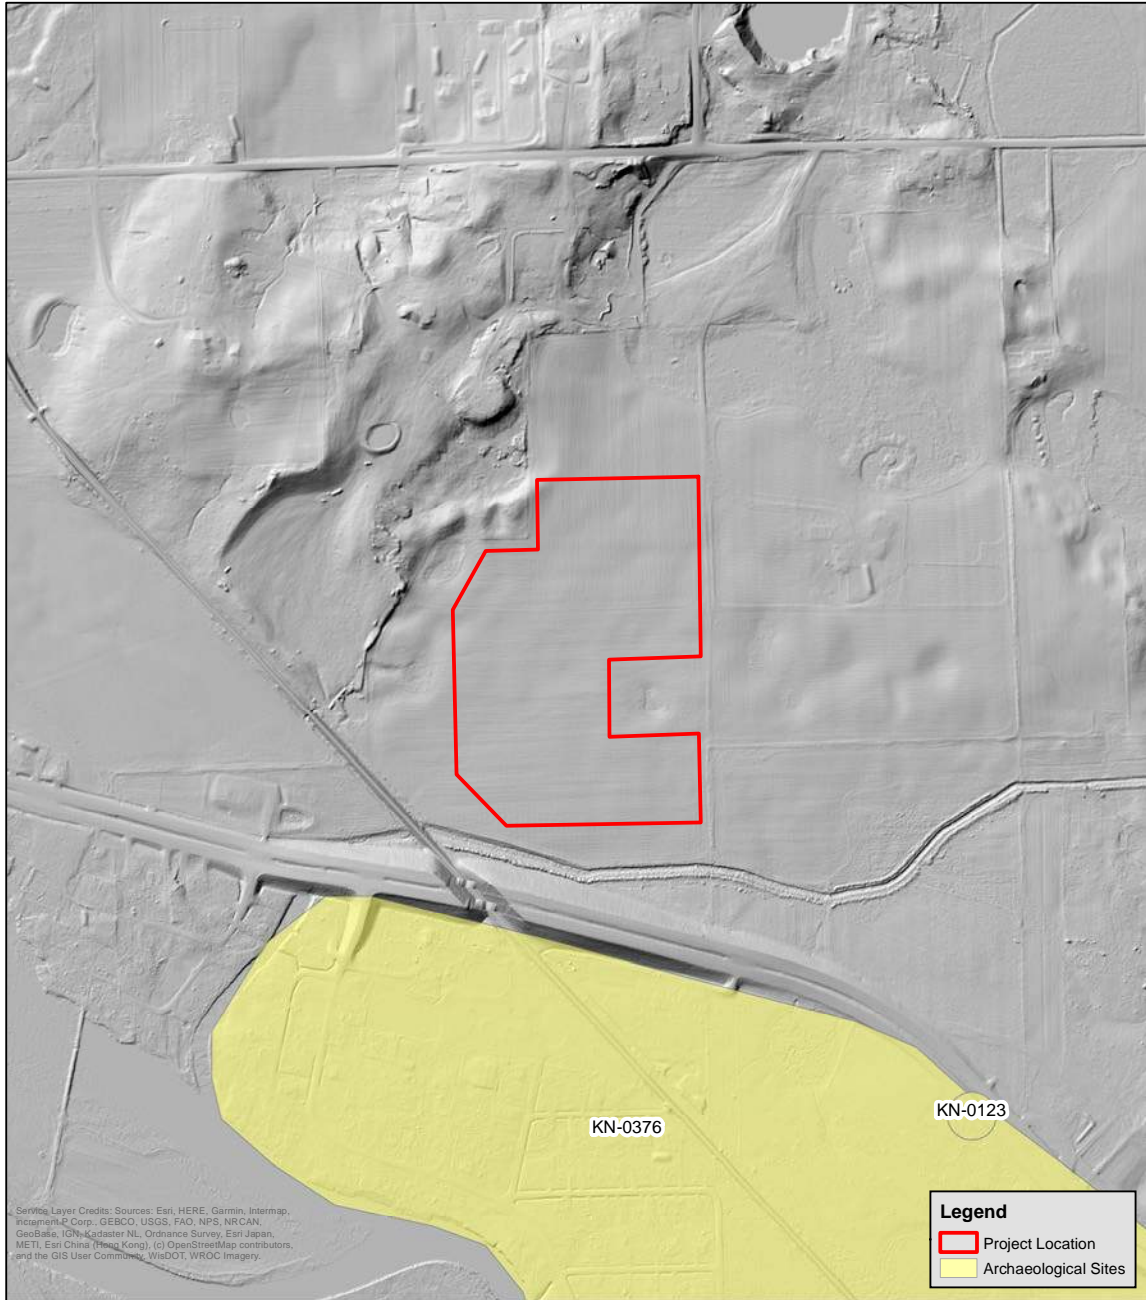 KN-0123
KN-0376
Service Layer Credits: Sources: Esri, HERE, Garmin, Intermap,
increment P Corp., GEBCO, USGS, FAO, NPS, NRCAN,
GeoBase, IGN, Kadaster NL, Ordnance Survey, Esri Japan,
METI, Esri China (Hong Kong), (c) OpenStreetMap contributors,
and the GIS User Community, WisDOT, WROC Imagery.
Legend
Project Location
Archaeological Sites